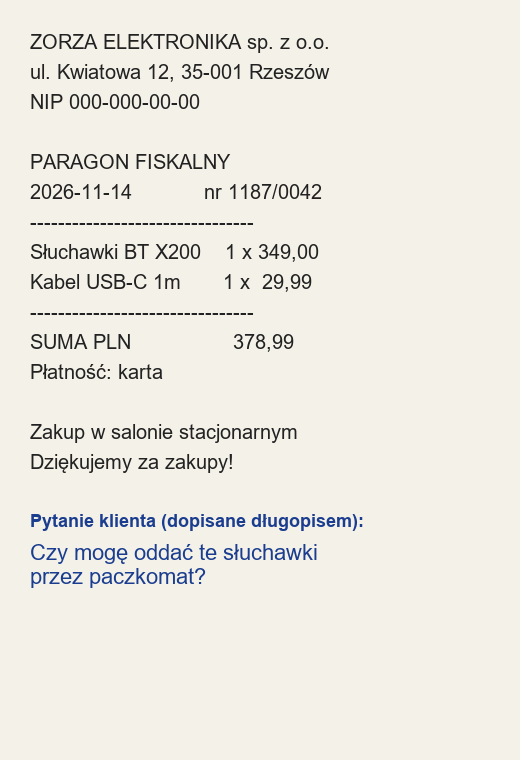 ZORZA ELEKTRONIKA sp. z o.o.
ul. Kwiatowa 12, 35-001 Rzeszów
NIP 000-000-00-00
PARAGON FISKALNY
2026-11-14 nr 1187/0042
--------------------------------
Słuchawki BT X200 1 x 349,00
Kabel USB-C 1m 1 x 29,99
--------------------------------
SUMA PLN 378,99
Płatność: karta
Zakup w salonie stacjonarnym
Dziękujemy za zakupy!
Pytanie klienta (dopisane długopisem):
Czy mogę oddać te słuchawki
przez paczkomat?